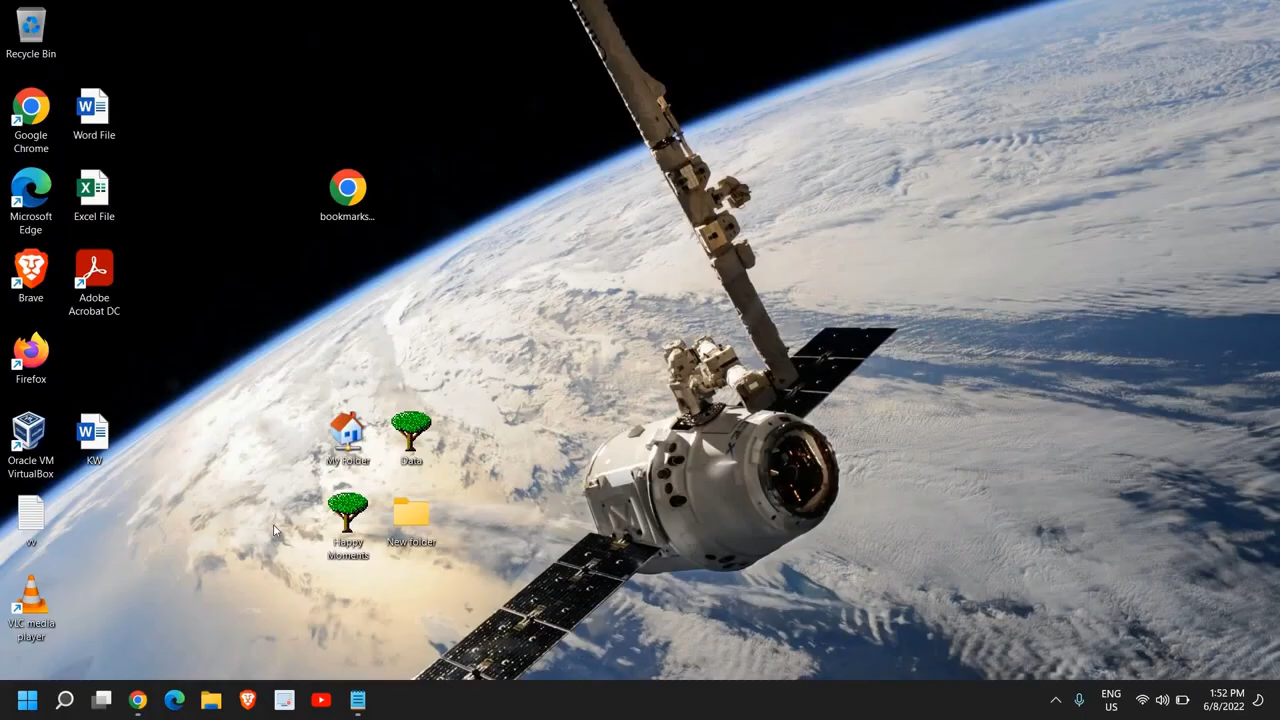 Recycle Bin
Google
Chrome
Word File
bookmarks...
Microsoft
Edge
Excel File
Brave
Adobe
Acrobat DC
Firefox
Oracle VM
VirtualBox
KW
My Folder
Data
vv
Happy
Moments
New folder
VLC media
player
ENG
US
1:52 PM
6/8/2022